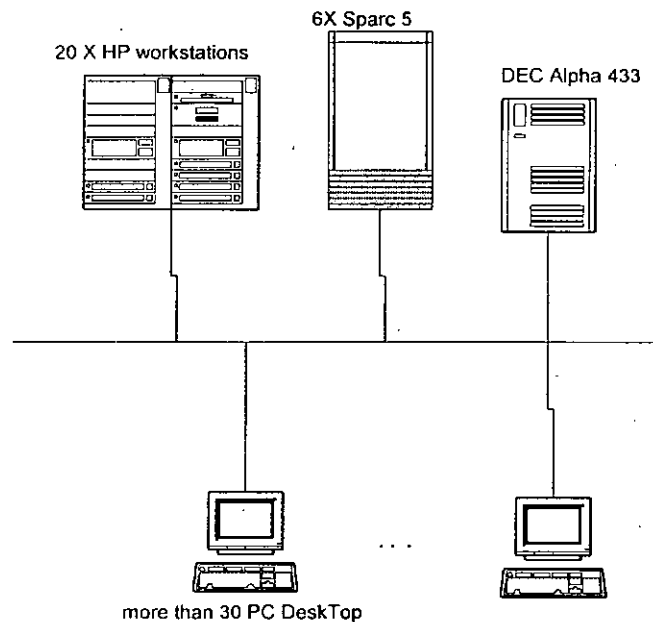 6X Sparc 5
20 X HP workstations
DEC Alpha 433
. . .
more than 30 PC DeskTop